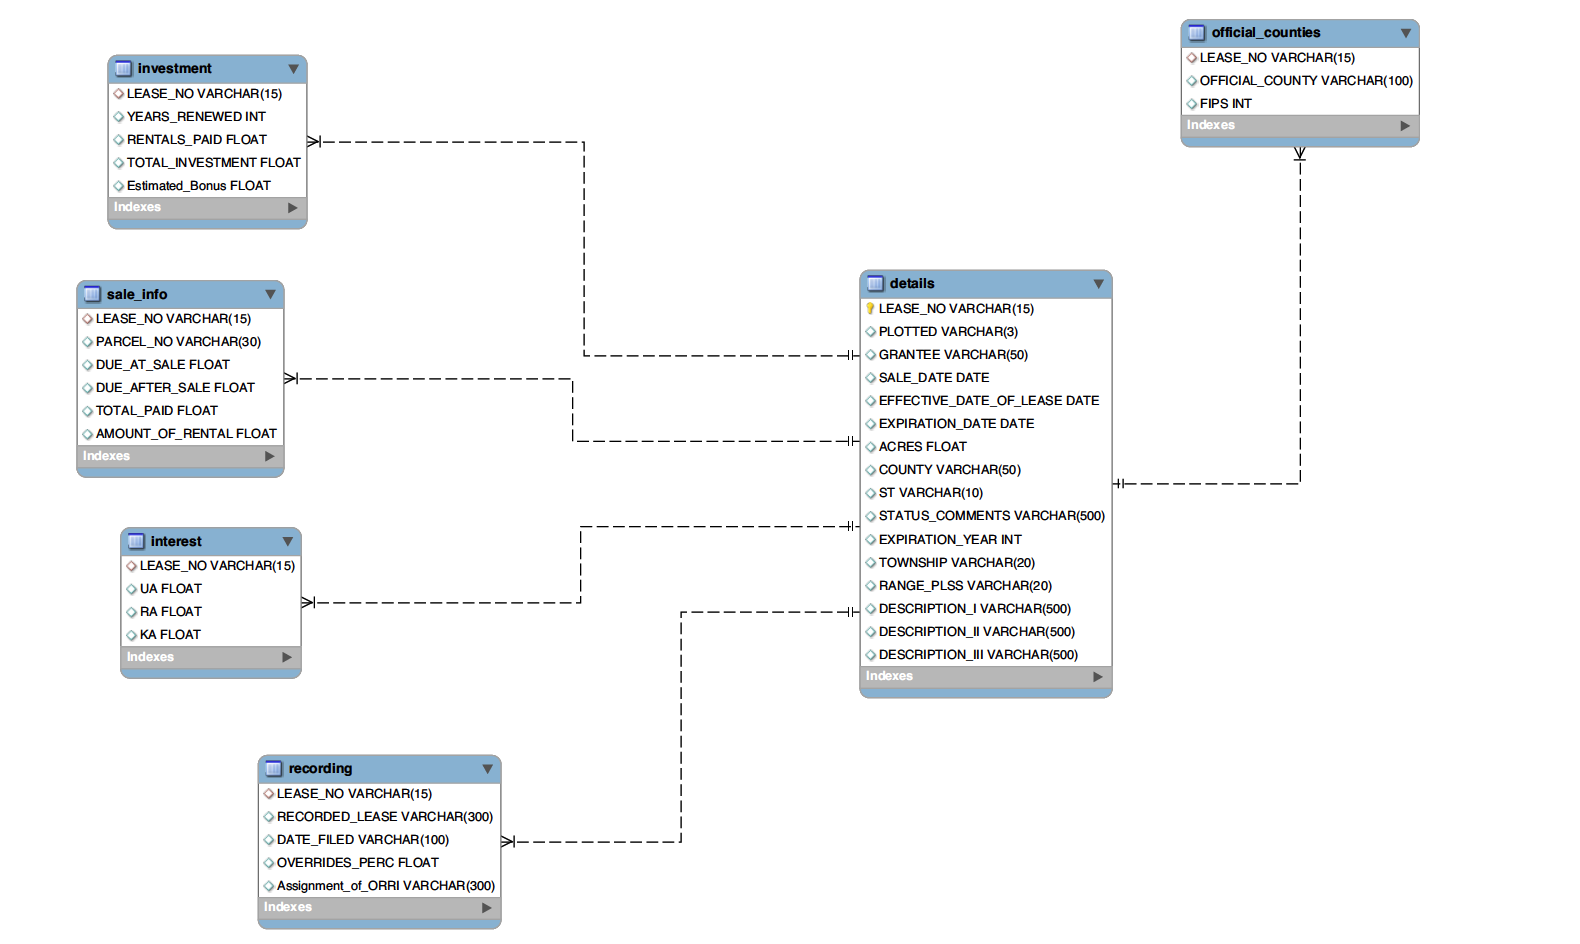 investment
LEASE_NO VARCHAR(15)
YEARS_RENEWED INT
RENTALS_PAID FLOAT
TOTAL_INVESTMENT FLOAT
Estimated_Bonus FLOAT
Indexes
sale_info
LEASE_NO VARCHAR(15)
PARCEL_NO VARCHAR(30)
DUE_AT_SALE FLOAT
DUE_AFTER_SALE FLOAT
TOTAL_PAID FLOAT
AMOUNT_OF_RENTAL FLOAT
Indexes
interest
LEASE_NO VARCHAR(15)
UA FLOAT
RA FLOAT
KA FLOAT
Indexes
recording
LEASE_NO VARCHAR(15)
RECORDED_LEASE VARCHAR(300)
DATE_FILED VARCHAR(100)
OVERRIDES_PERC FLOAT
Assignment_of_ORRI VARCHAR(300)
Indexes
details
LEASE_NO VARCHAR(15)
PLOTTED VARCHAR(3)
GRANTEE VARCHAR(50)
SALE_DATE DATE
EFFECTIVE_DATE_OF_LEASE DATE
EXPIRATION_DATE DATE
ACRES FLOAT
COUNTY VARCHAR(50)
ST VARCHAR(10)
STATUS_COMMENTS VARCHAR(500)
EXPIRATION_YEAR INT
TOWNSHIP VARCHAR(20)
RANGE_PLSS VARCHAR(20)
DESCRIPTION_I VARCHAR(500)
DESCRIPTION_II VARCHAR(500)
DESCRIPTION_III VARCHAR(500)
Indexes
official_counties
LEASE_NO VARCHAR(15)
OFFICIAL_COUNTY VARCHAR(100)
FIPS INT
Indexes